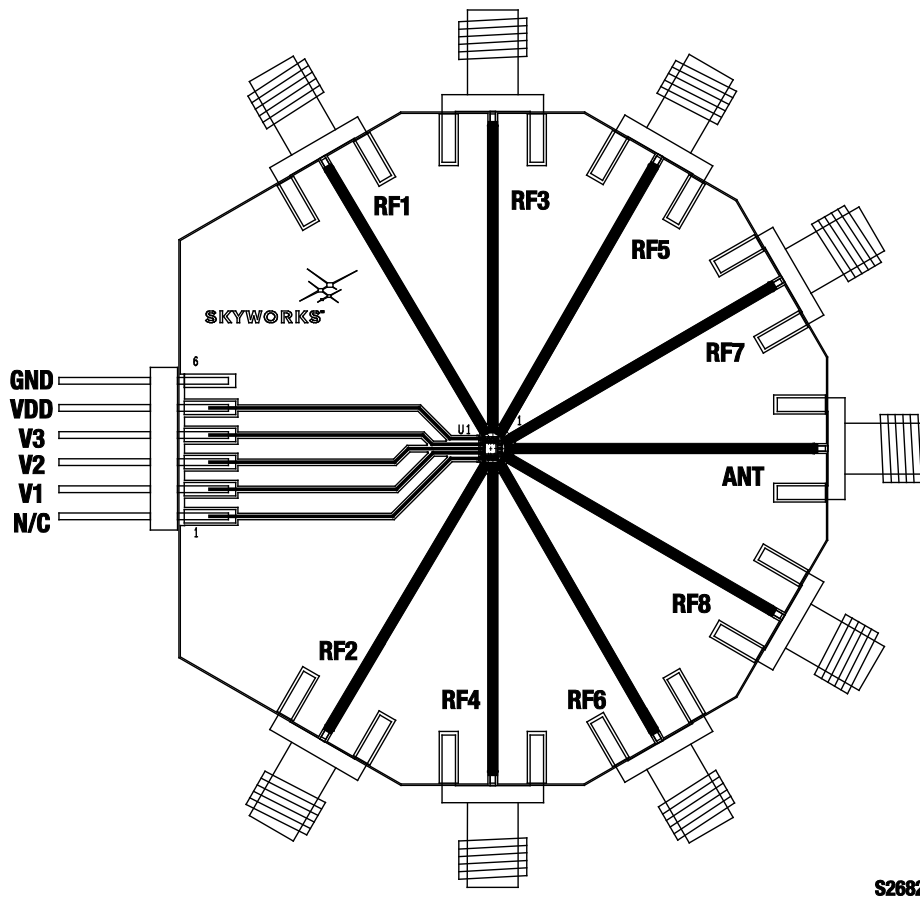 RF1
RF3
RF5
SKYWORKS
RF7
6
GND
VDD
V3
V2
V1
N/C
1
U1
1
ANT
RF8
RF2
RF4
RF6
S2682